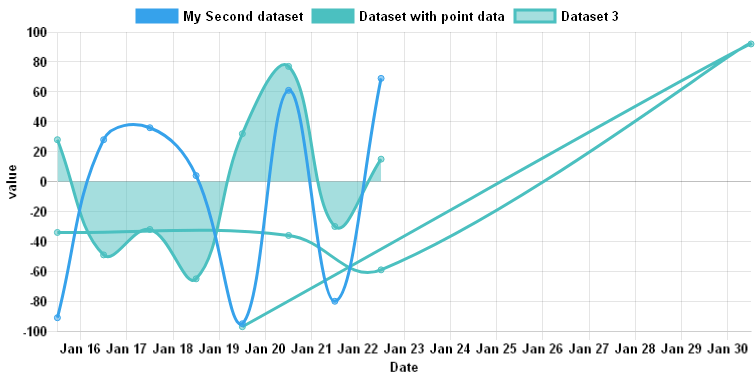 My Second dataset Dataset with point data Dataset 3
100
80
60
40
20
0
-20
-40
-60
-80
-100
value
Jan 16 Jan 17 Jan 18 Jan 19 Jan 20 Jan 21 Jan 22 Jan 23 Jan 24 Jan 25 Jan 26 Jan 27 Jan 28 Jan 29 Jan 30
Date